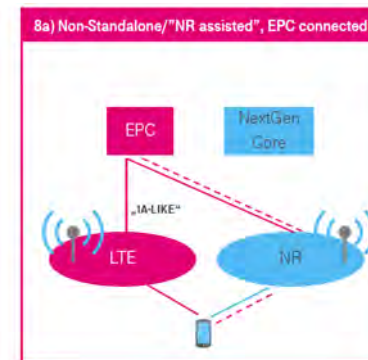 8a) Non-Standalone/"NR assisted", EPC connected
EPC
NextGen
Core
„1A-LIKE“
LTE
NR